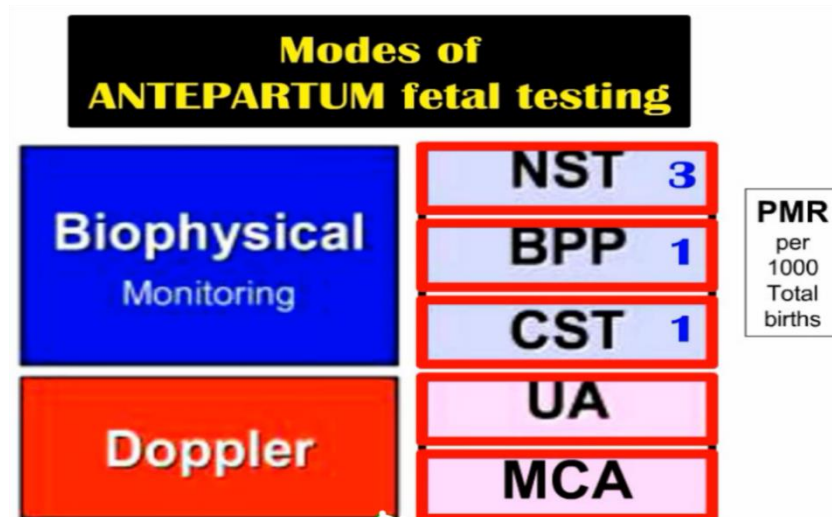 Modes of
ANTEPARTUM fetal testing
Biophysical
Monitoring
NST 3
BPP 1
CST 1
PMR
per
1000
Total
births
Doppler
UA
MCA